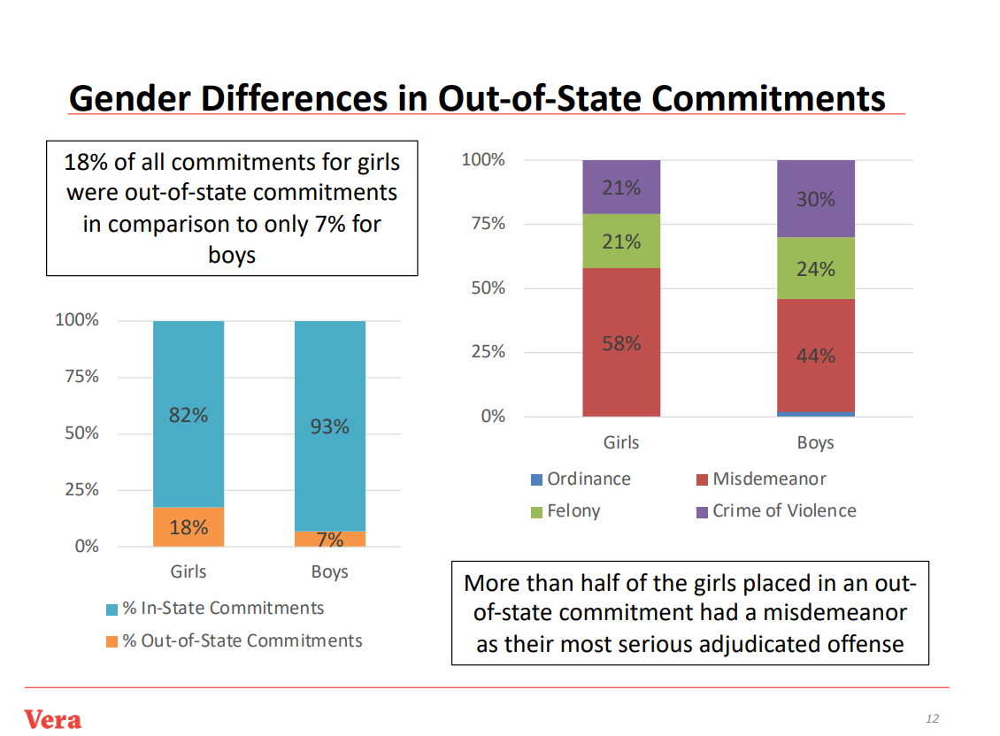 Gender Differences in Out-of-State Commitments
18% of all commitments for girls
were out-of-state commitments
in comparison to only 7% for
boys
100%
75%
50%
25%
0%
82%
18%
93%
7%
Girls
Boys
% In-State Commitments
% Out-of-State Commitments
100%
75%
50%
25%
0%
21%
21%
58%
30%
24%
44%
Girls
Boys
Ordinance
Misdemeanor
Felony
Crime of Violence
More than half of the girls placed in an out-
of-state commitment had a misdemeanor
as their most serious adjudicated offense
Vera
12